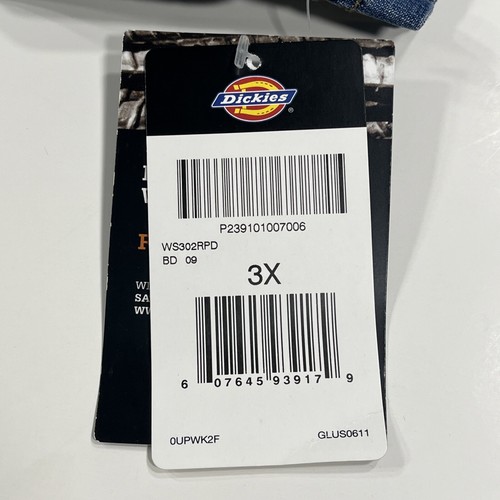 Dickies
®
P239101007006
WS302RPD
BD 09
3X
6 07645 93917 9
0UPWK2F GLUS0611